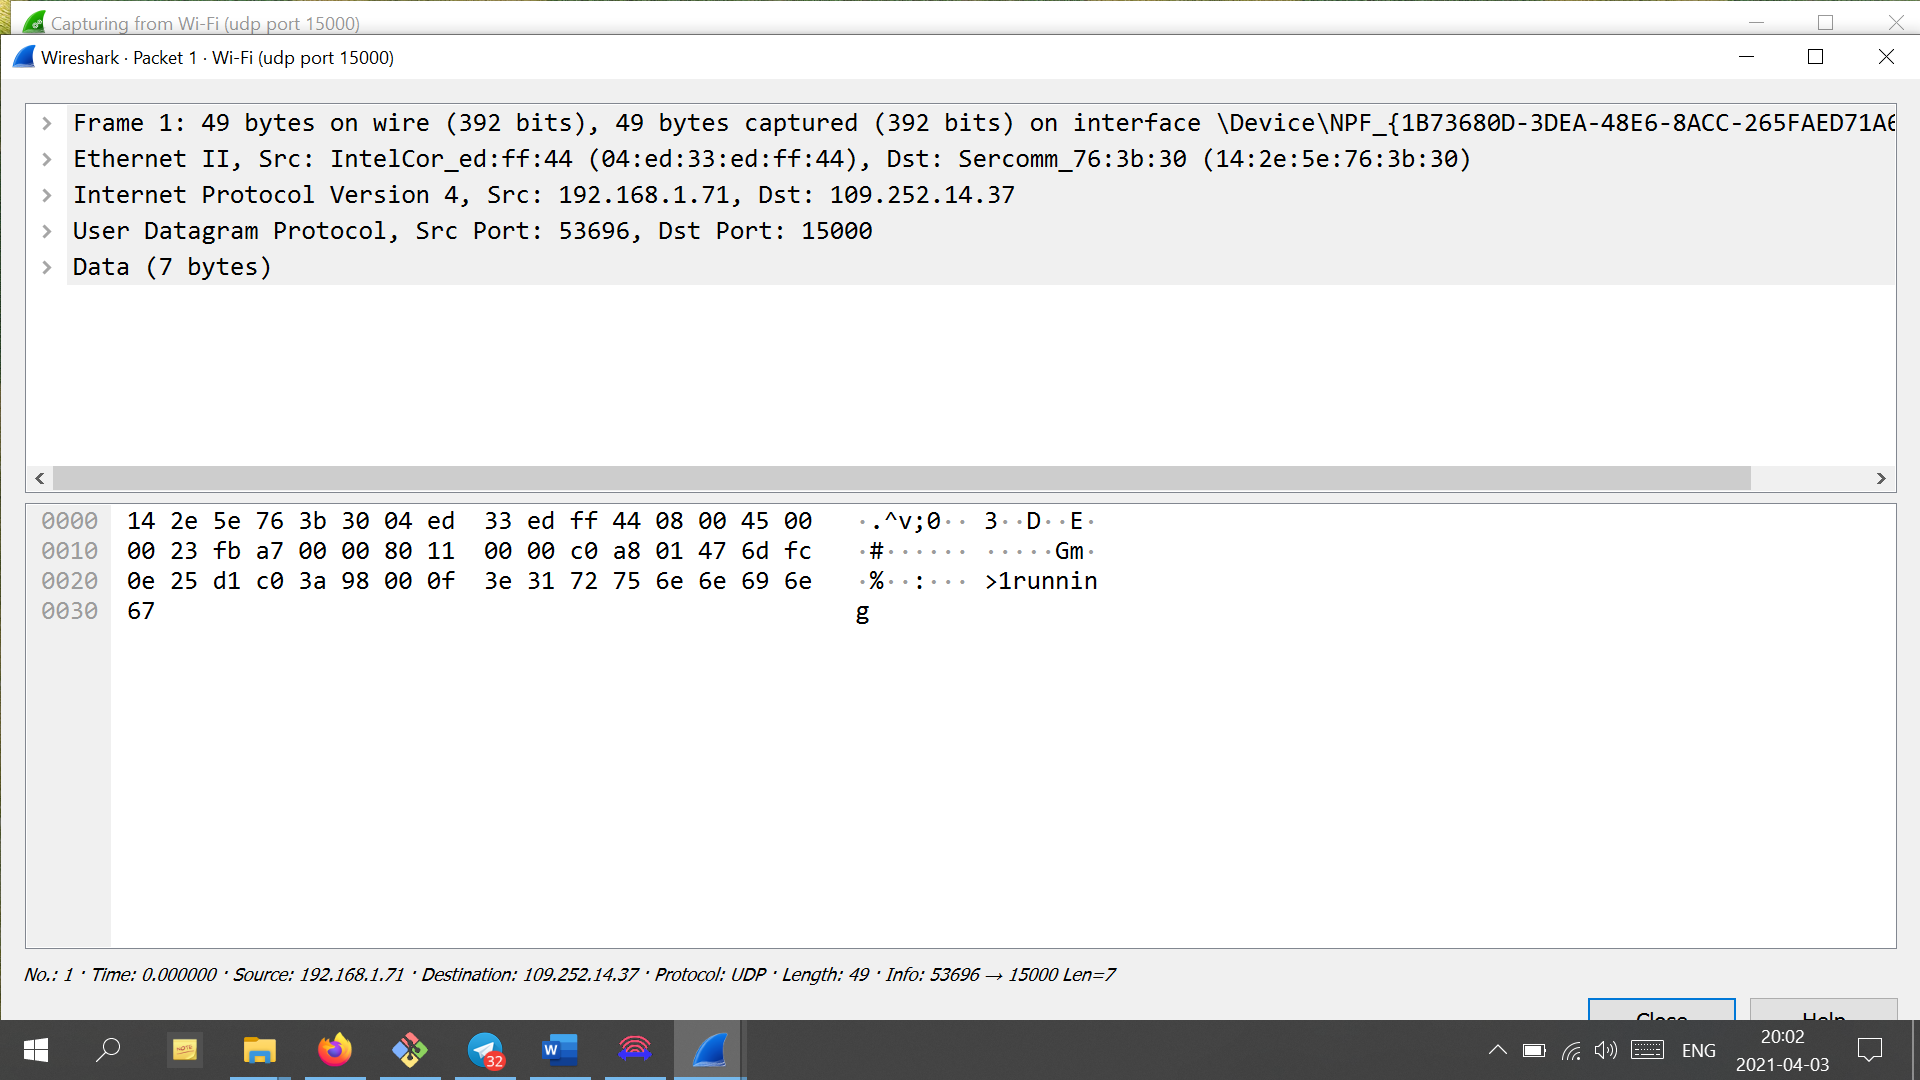 Capturing from Wi-Fi (udp port 15000)
Wireshark · Packet 1 · Wi-Fi (udp port 15000)
Frame 1: 49 bytes on wire (392 bits), 49 bytes captured (392 bits) on interface \Device\NPF_{1B73680D-3DEA-48E6-8ACC-265FAED71A6
Ethernet II, Src: IntelCor_ed:ff:44 (04:ed:33:ed:ff:44), Dst: Sercomm_76:3b:30 (14:2e:5e:76:3b:30)
Internet Protocol Version 4, Src: 192.168.1.71, Dst: 109.252.14.37
User Datagram Protocol, Src Port: 53696, Dst Port: 15000
Data (7 bytes)
0000 14 2e 5e 76 3b 30 04 ed 33 ed ff 44 08 00 45 00 ·.^v;0·· 3··D··E·
0010 00 23 fb a7 00 00 80 11 00 00 c0 a8 01 47 6d fc ·#······ ·····Gm·
0020 0e 25 d1 c0 3a 98 00 0f 3e 31 72 75 6e 6e 69 6e ·%··:··· >1runnin
0030 67 g
No.: 1 · Time: 0.000000 · Source: 192.168.1.71 · Destination: 109.252.14.37 · Protocol: UDP · Length: 49 · Info: 53696 → 15000 Len=7
Close Help
NOTE
32
W
ENG
20:02
2021-04-03